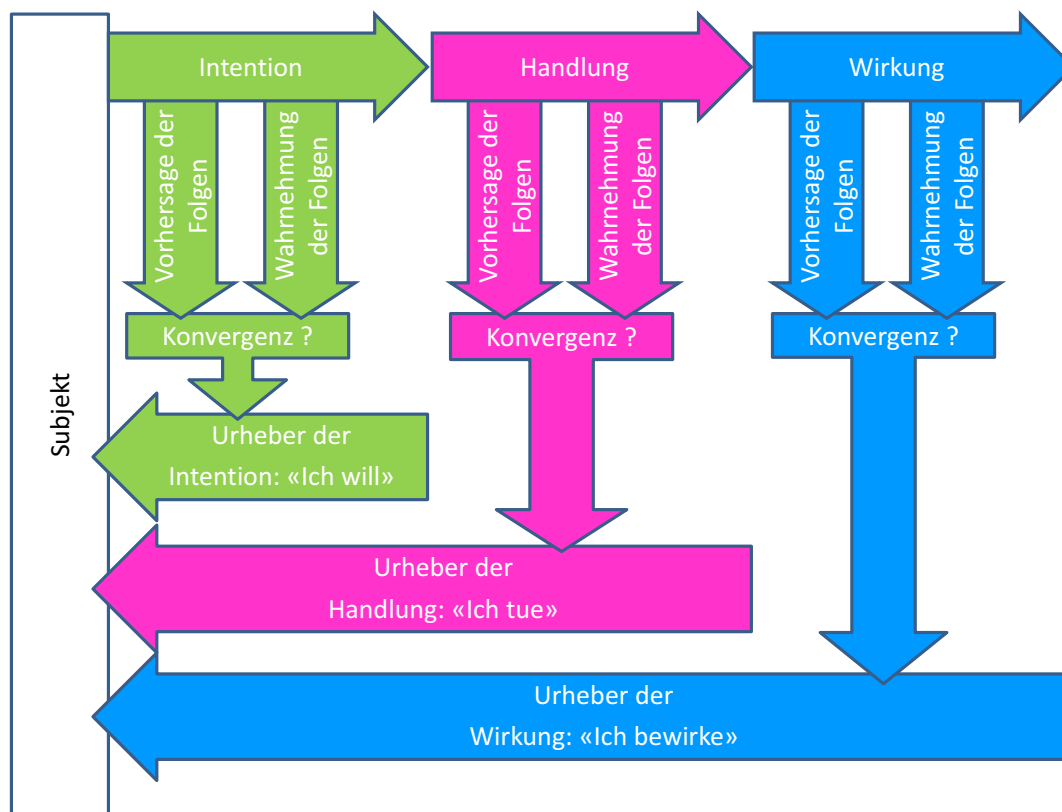 Intention
Handlung
Wirkung
Vorhersage der
Folgen
Wahrnehmung
der Folgen
Vorhersage der
Folgen
Wahrnehmung
der Folgen
Vorhersage der
Folgen
Wahrnehmung
der Folgen
Konvergenz ?
Konvergenz ?
Konvergenz ?
Subjekt
Urheber der
Intention: «Ich will»
Urheber der
Handlung: «Ich tue»
Urheber der
Wirkung: «Ich bewirke»